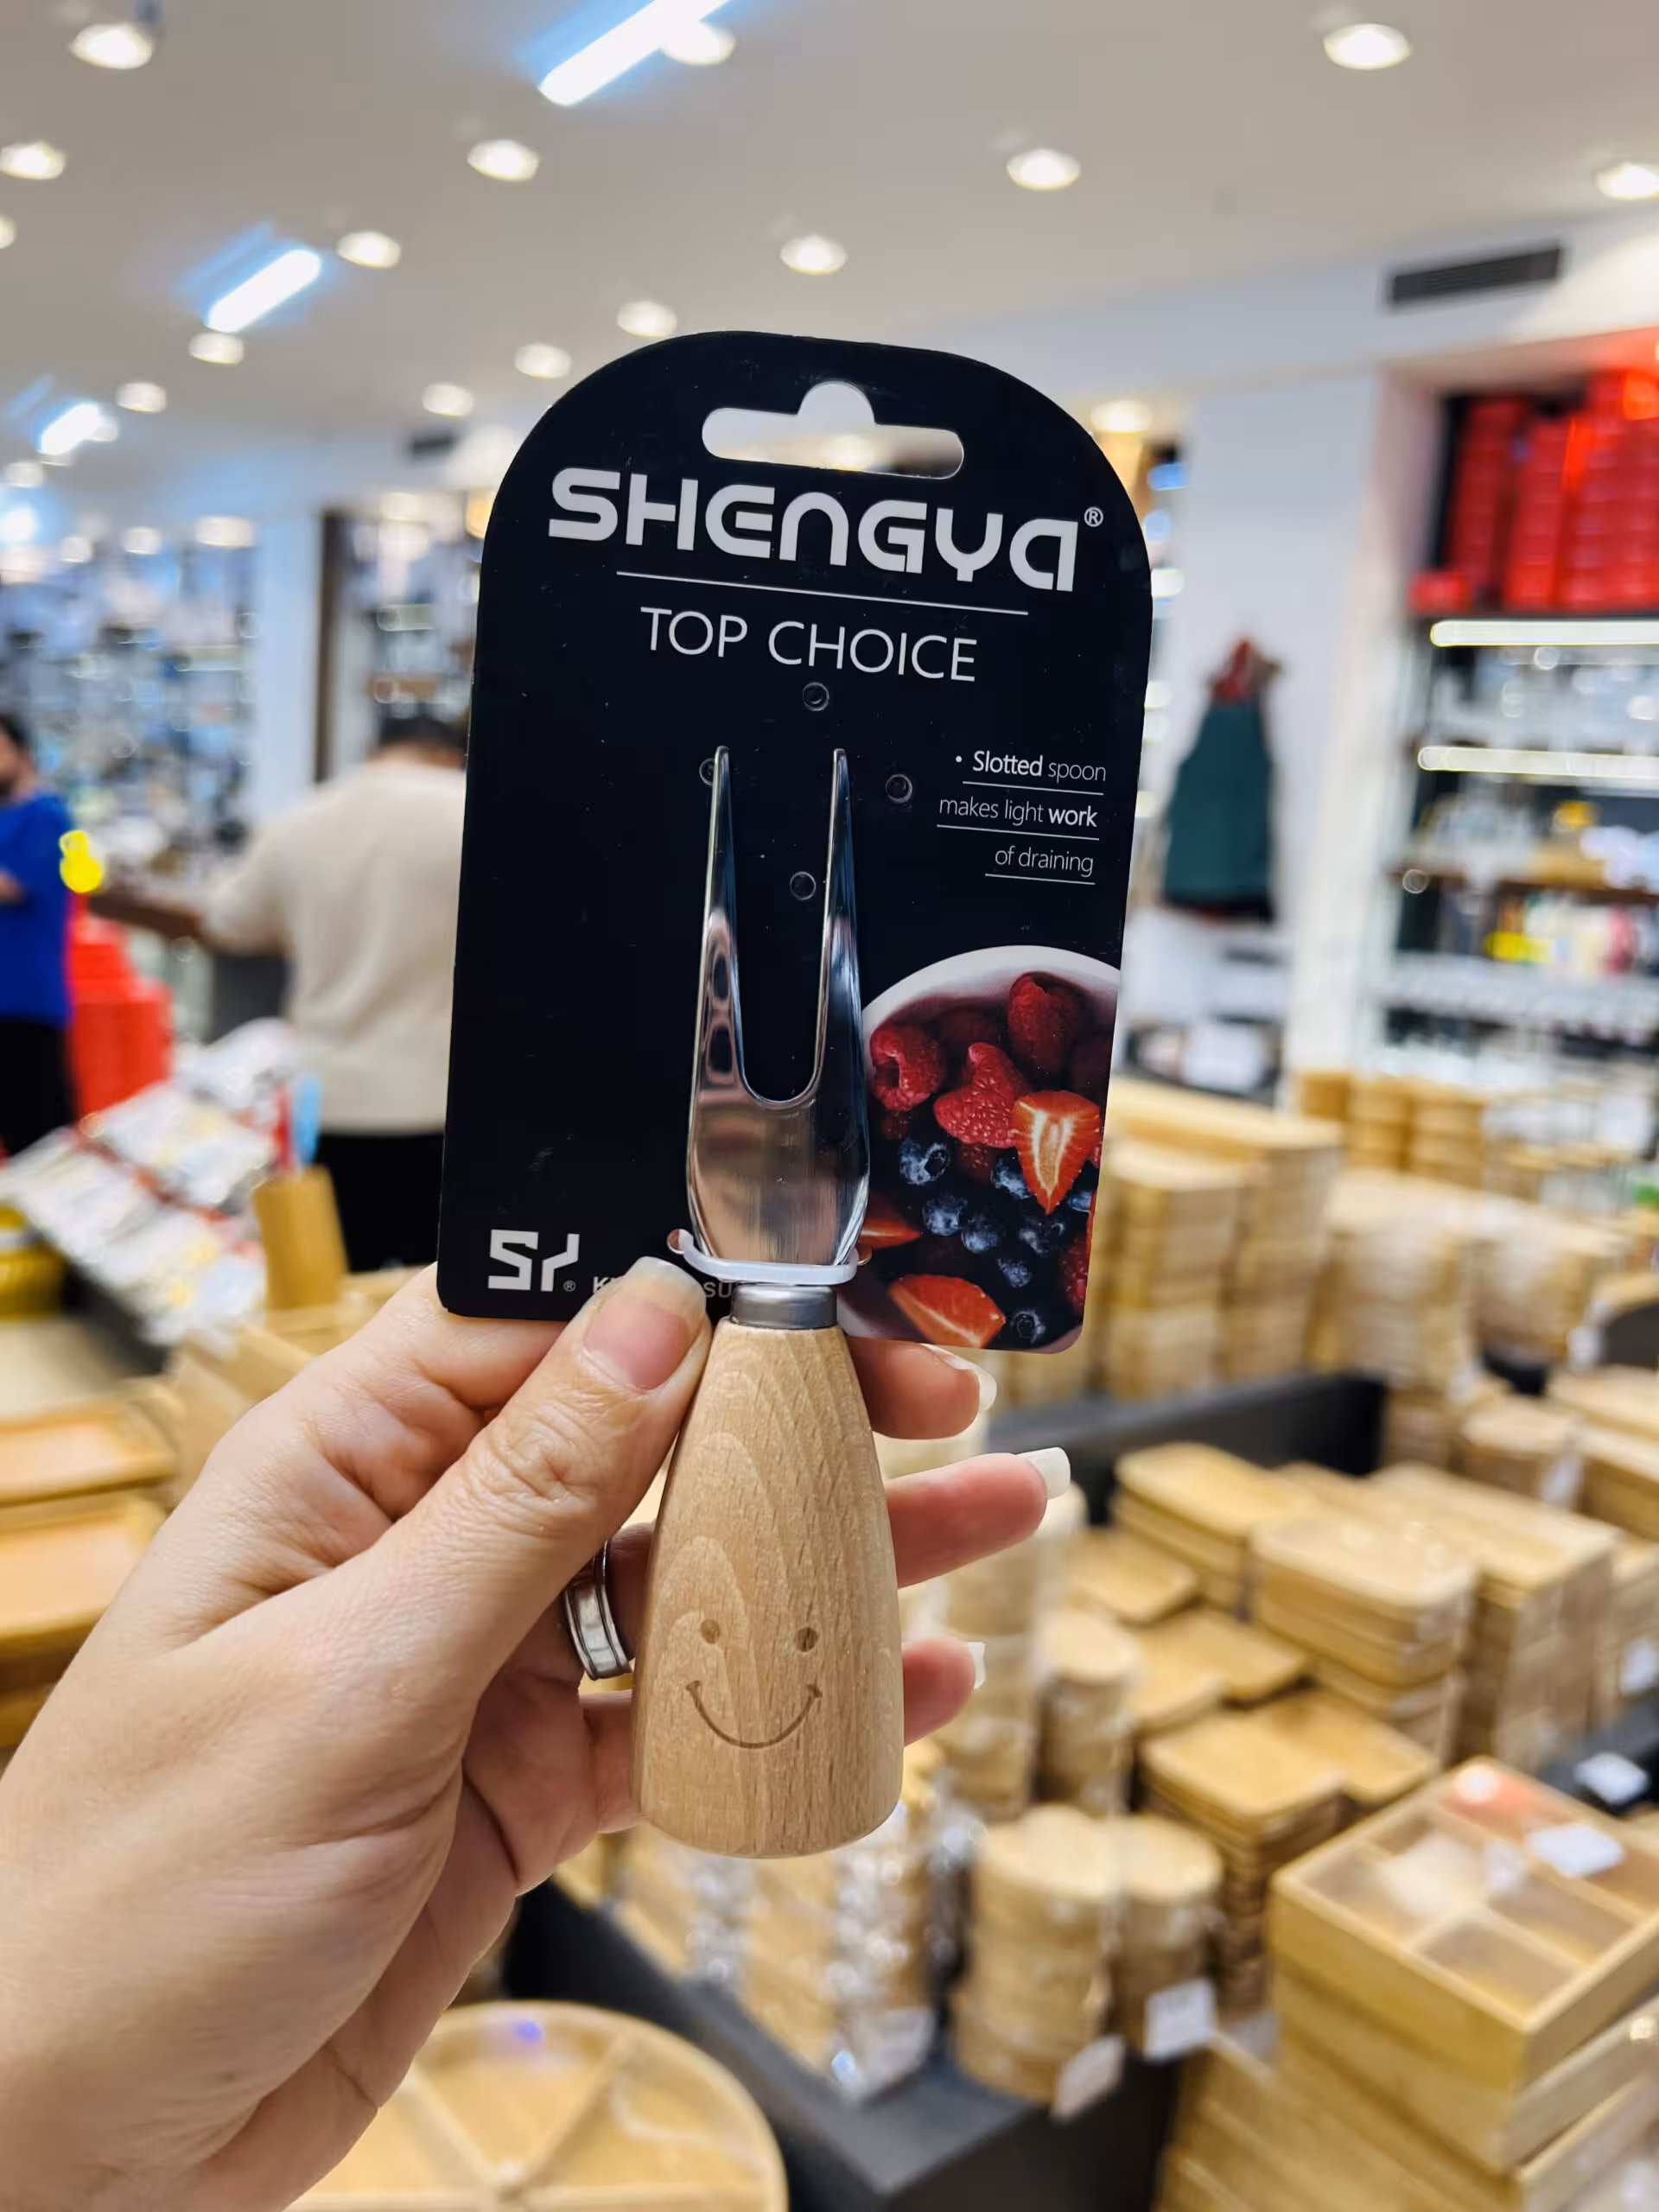 SHENGYA®
TOP CHOICE
• Slotted spoon
makes light work
of draining
SY®